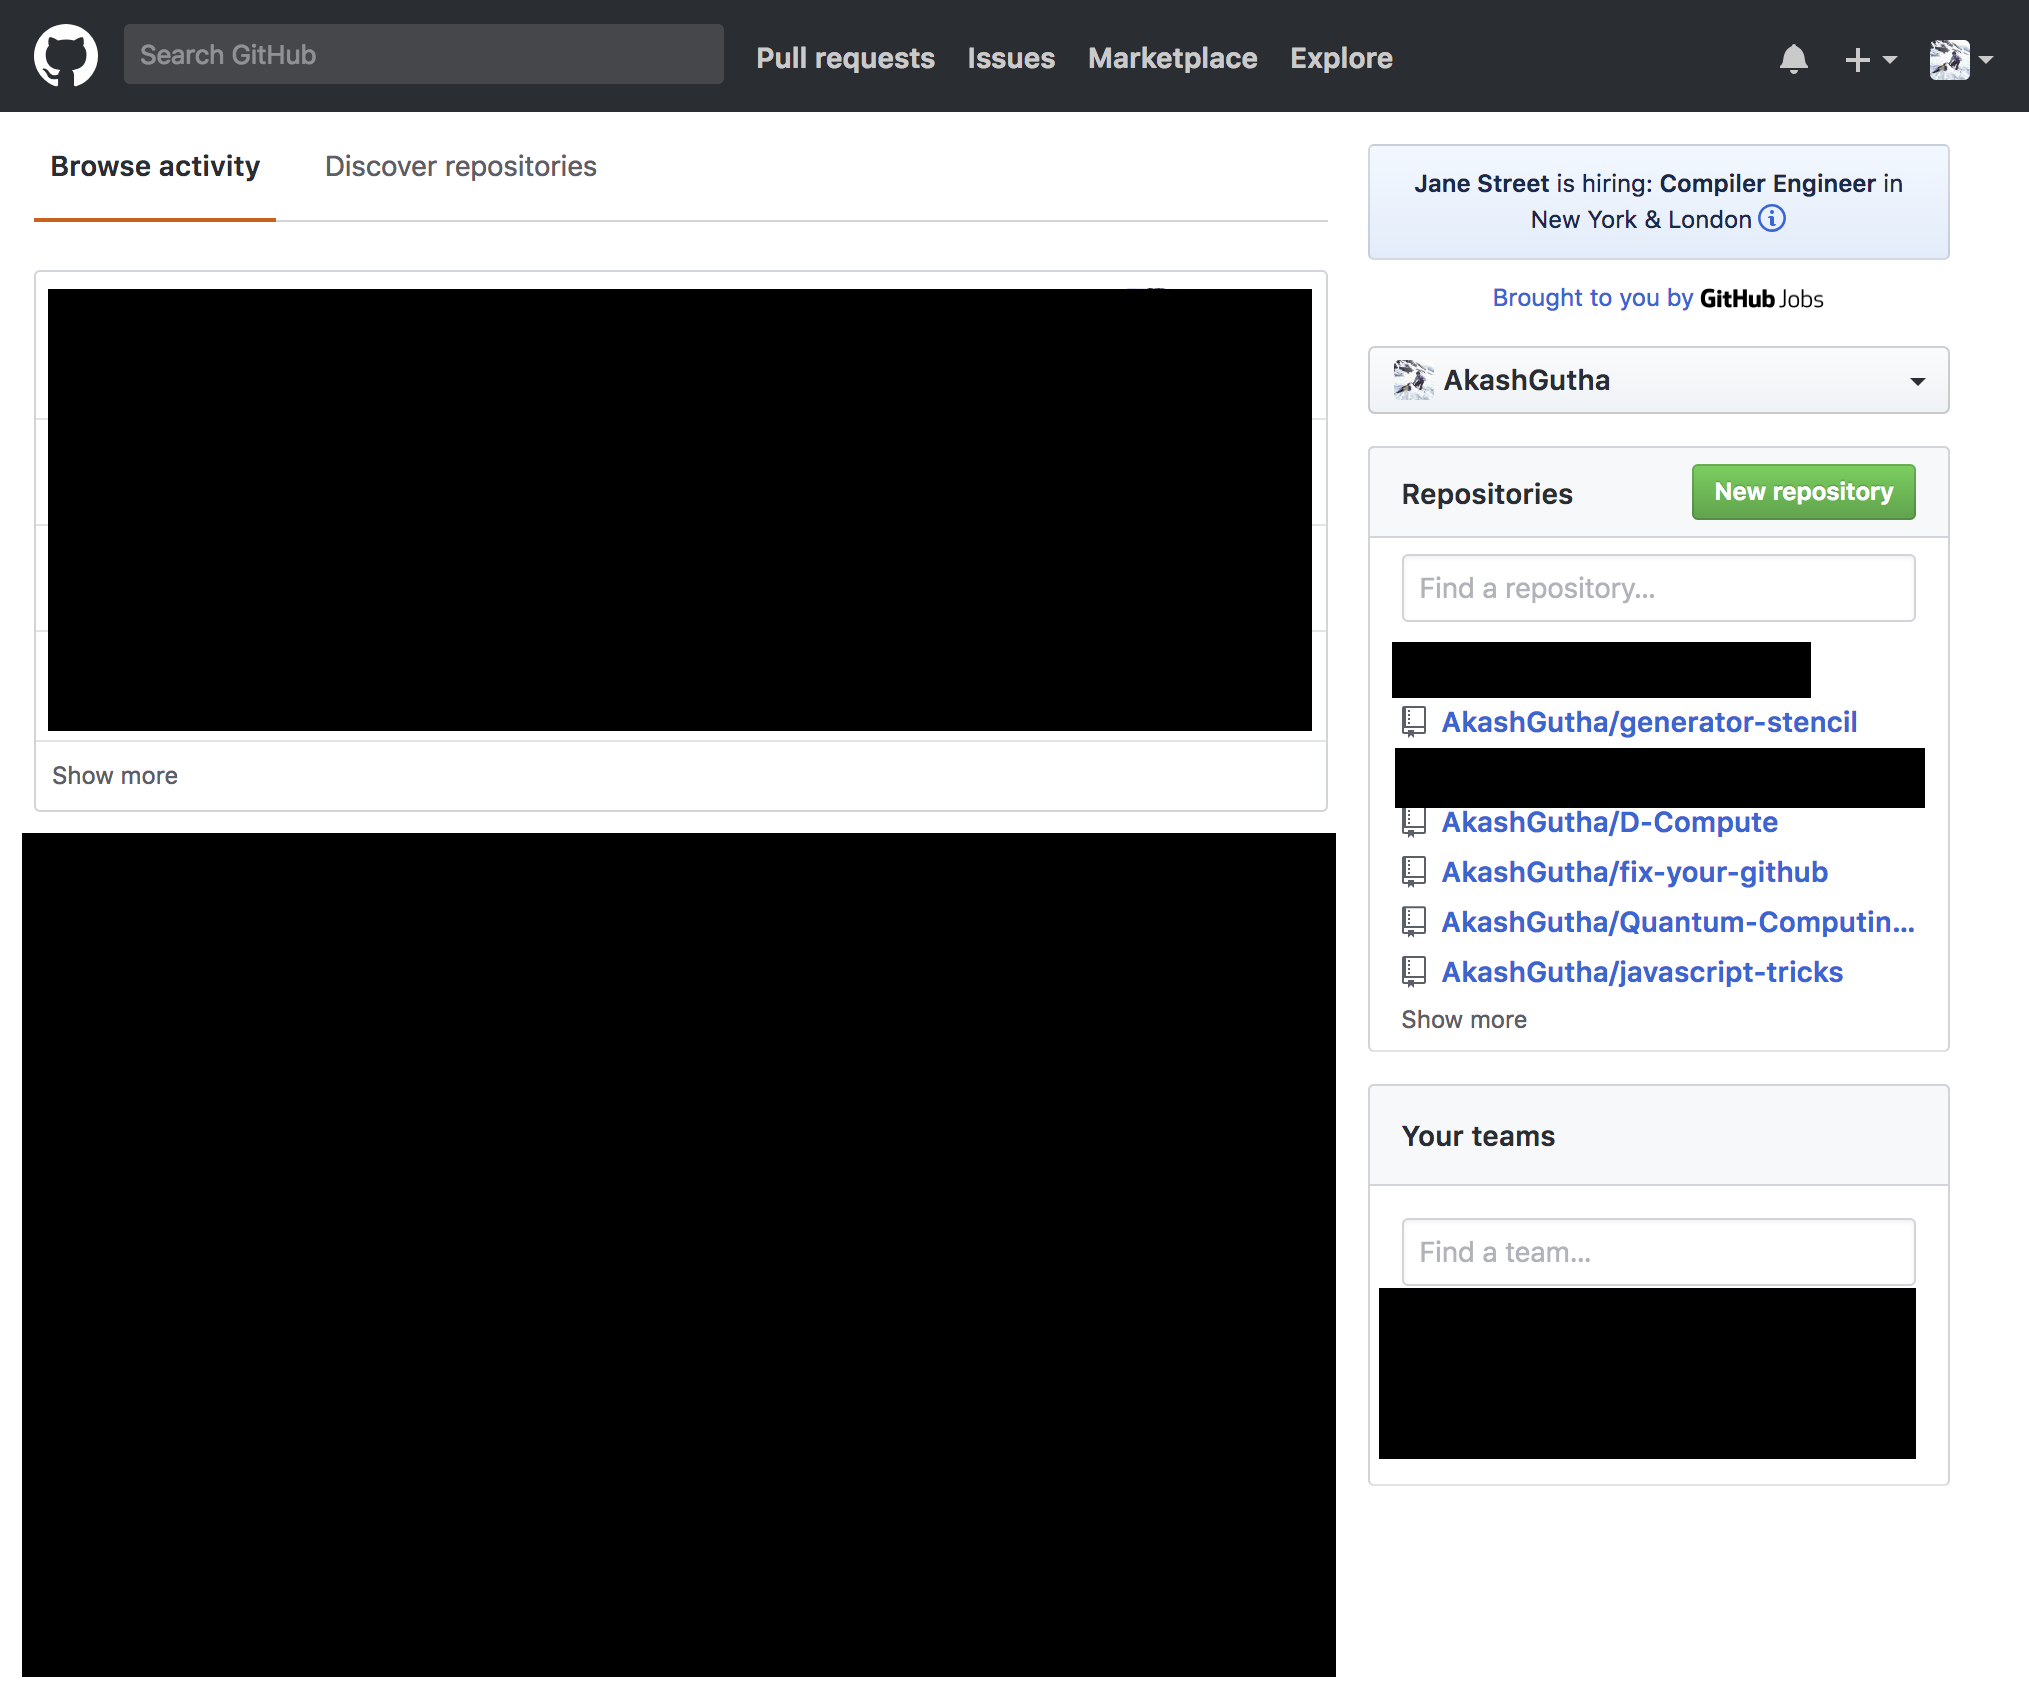 Search GitHub
Pull requests
Issues
Marketplace
Explore
Browse activity
Discover repositories
Show more
Jane Street is hiring: Compiler Engineer in
New York & London
Brought to you by GitHub Jobs
AkashGutha
Repositories
New repository
Find a repository...
AkashGutha/generator-stencil
AkashGutha/D-Compute
AkashGutha/fix-your-github
AkashGutha/Quantum-Computin...
AkashGutha/javascript-tricks
Show more
Your teams
Find a team...